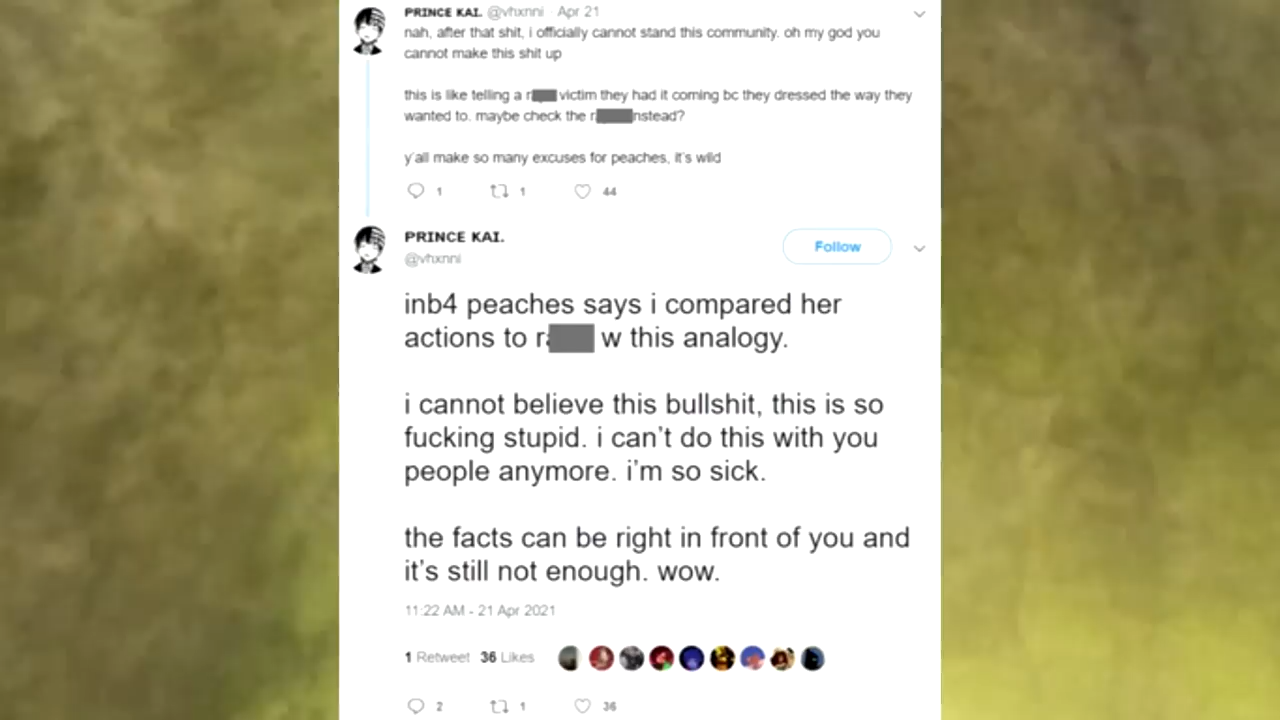 PRINCE KAI. @vhxnni · Apr 21
nah, after that shit, i officially cannot stand this community. oh my god you
cannot make this shit up
this is like telling a r victim they had it coming bc they dressed the way they
wanted to. maybe check the r nstead?
y'all make so many excuses for peaches, it's wild
1 1 44
PRINCE KAI.
@vhxnni
Follow
inb4 peaches says i compared her
actions to ra w this analogy.
i cannot believe this bullshit, this is so
fucking stupid. i can't do this with you
people anymore. i'm so sick.
the facts can be right in front of you and
it's still not enough. wow.
11:22 AM - 21 Apr 2021
1 Retweet 36 Likes
2 1 36